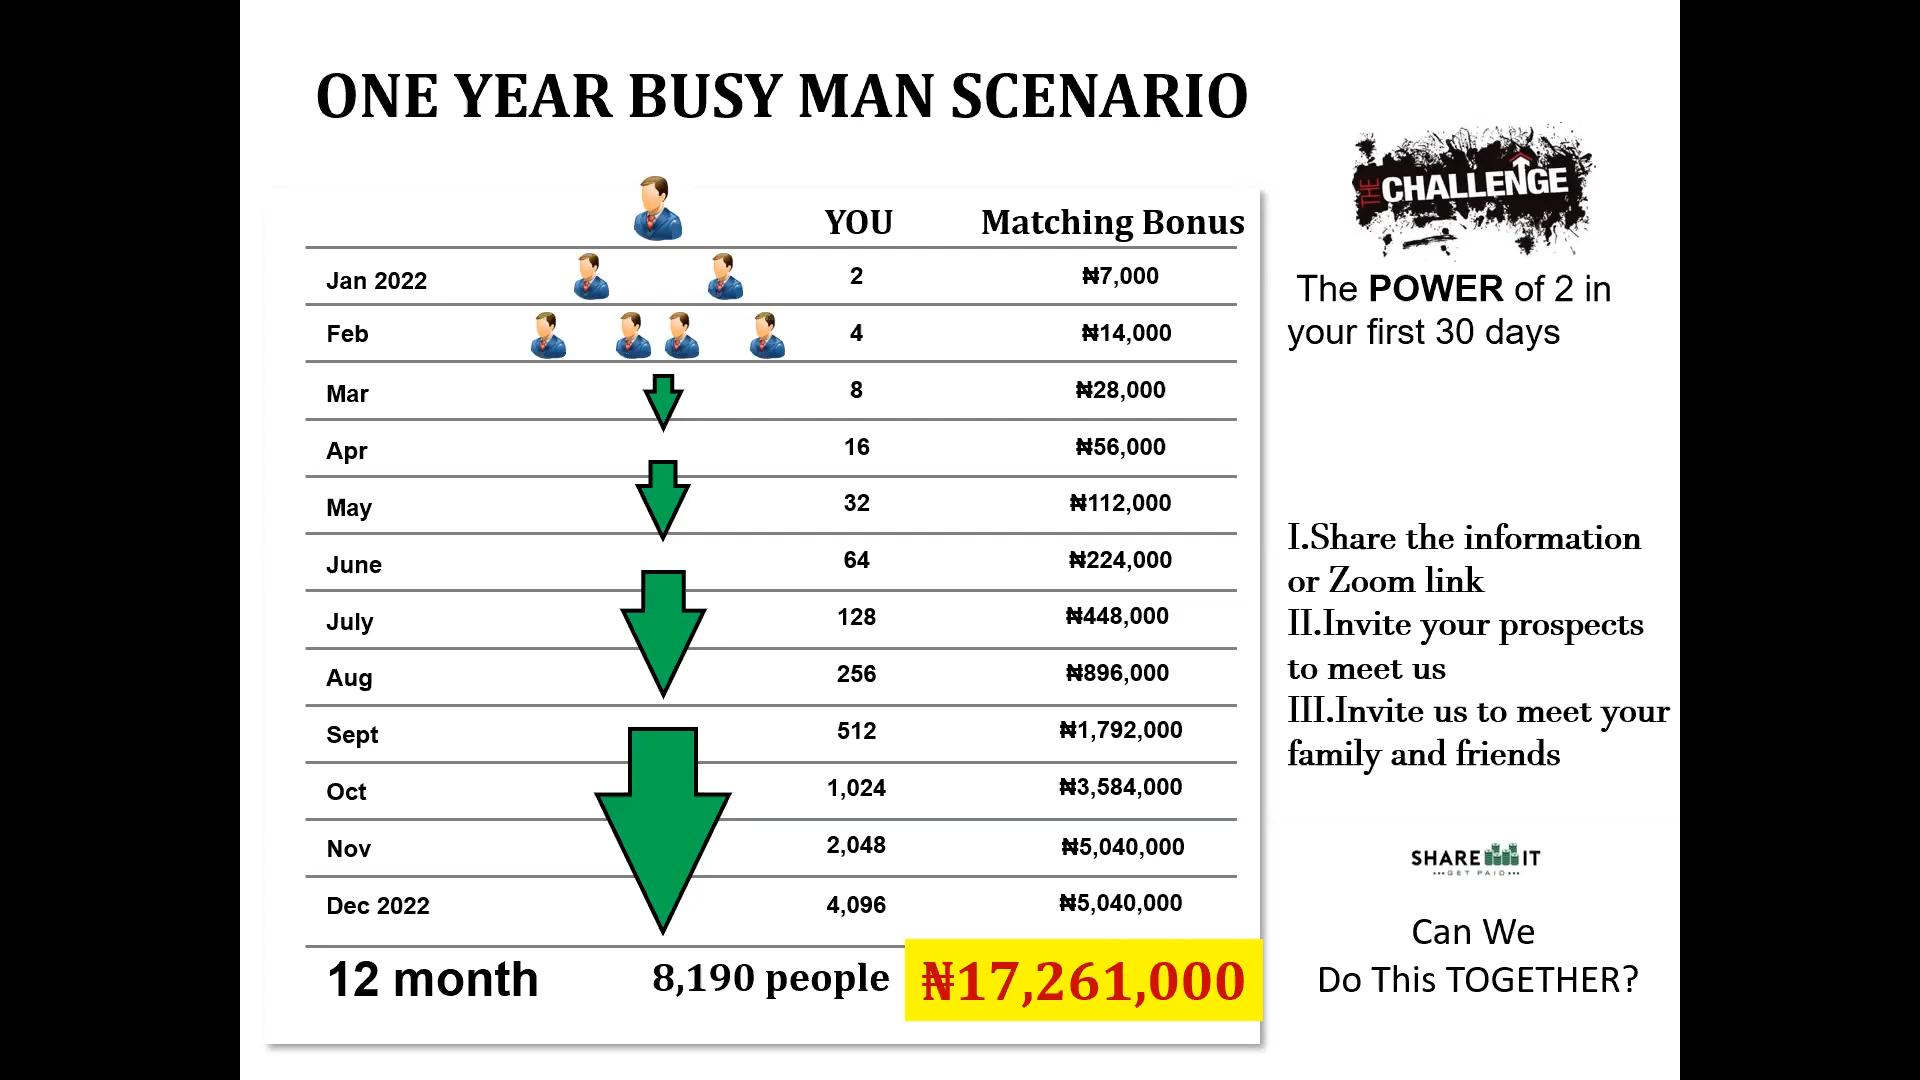 ONE YEAR BUSY MAN SCENARIO
YOU Matching Bonus
Jan 2022 2 ₦7,000
Feb 4 ₦14,000
Mar 8 ₦28,000
Apr 16 ₦56,000
May 32 ₦112,000
June 64 ₦224,000
July 128 ₦448,000
Aug 256 ₦896,000
Sept 512 ₦1,792,000
Oct 1,024 ₦3,584,000
Nov 2,048 ₦5,040,000
Dec 2022 4,096 ₦5,040,000
12 month 8,190 people ₦17,261,000
THE CHALLENGE
The POWER of 2 in
your first 30 days
I.Share the information
or Zoom link
II.Invite your prospects
to meet us
III.Invite us to meet your
family and friends
SHARE IT
GET PAID
Can We
Do This TOGETHER?